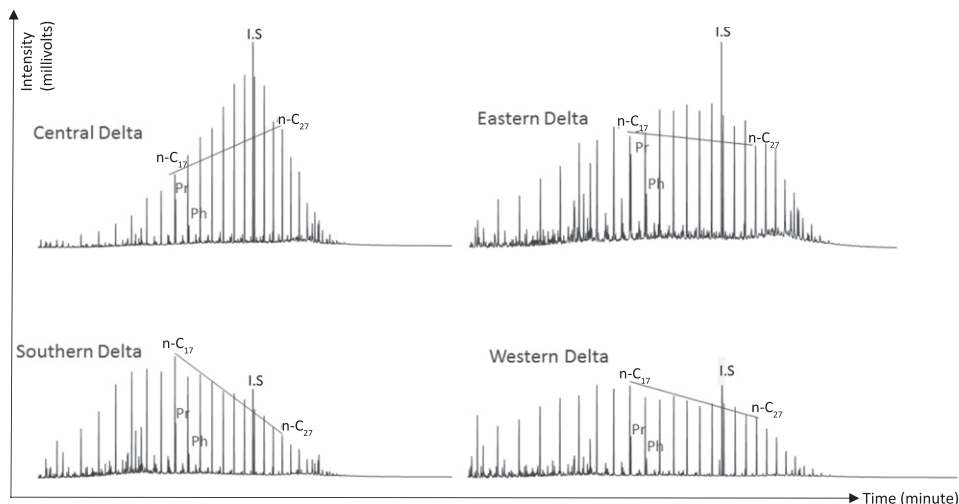 Intensity
(millivolts)
Central Delta
I.S
n-C17
n-C27
Pr
Ph
Eastern Delta
I.S
n-C17
n-C27
Pr
Ph
Southern Delta
n-C17
I.S
n-C27
Pr
Ph
Western Delta
n-C17
I.S
n-C27
Pr
Ph
Time (minute)